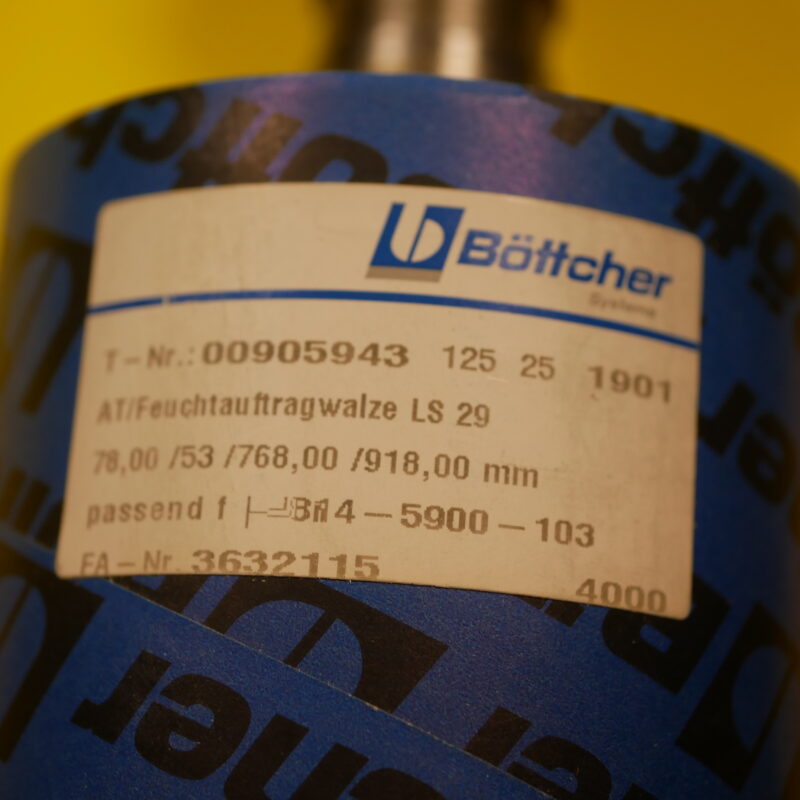 Böttcher
Systems
T-Nr.: 00905943 125 25 1901
AT/Feuchtauftragwalze LS 29
78,00 /53 /768,00 /918,00 mm
passend f 4-5900-103
FA-Nr. 3632115
4000